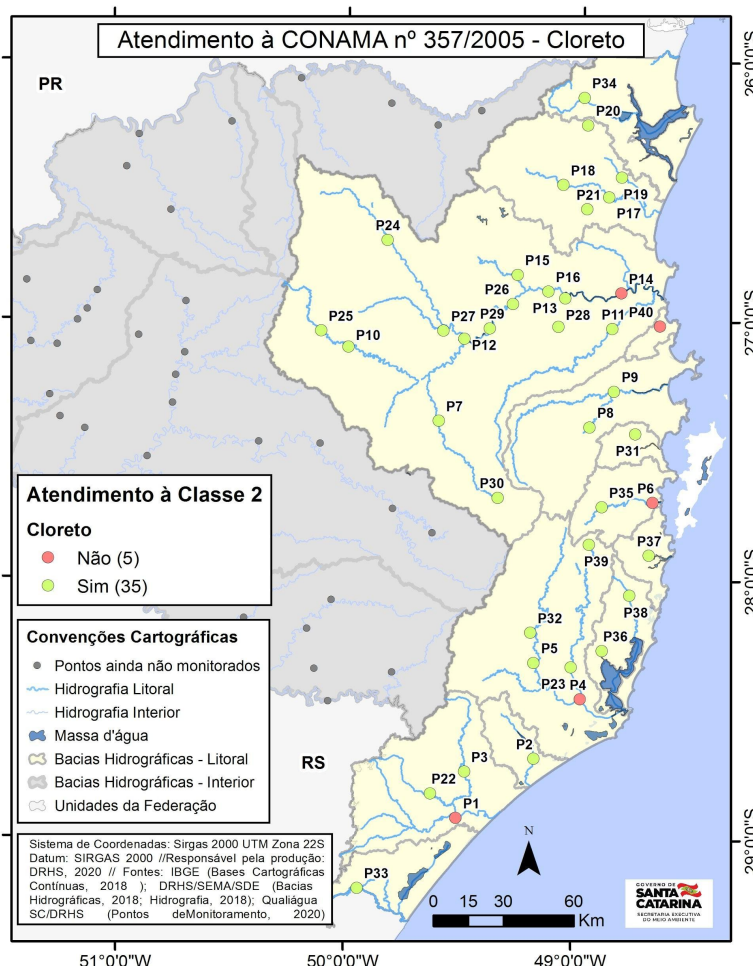 Atendimento à CONAMA nº 357/2005 - Cloreto
PR
26°0'0"S
P34
P20
P18
P19
P21
P17
P24
P15
P14
P26
P16
P25
P27
P29
P13
P28
P11
P40
27°0'0"S
P10
P12
P9
P7
P8
P31
P30
P35
P6
P37
P39
28°0'0"S
P38
P32
P36
P5
P23
P4
Atendimento à Classe 2
Cloreto
Não (5)
Sim (35)
Convenções Cartográficas
Pontos ainda não monitorados
Hidrografia Litoral
Hidrografia Interior
Massa d'água
Bacias Hidrográficas - Litoral
Bacias Hidrográficas - Interior
Unidades da Federação
RS
P2
P3
P22
P1
P33
29°0'0"S
Sistema de Coordenadas: Sirgas 2000 UTM Zona 22S
Datum: SIRGAS 2000 //Responsável pela produção:
DRHS, 2020 // Fontes: IBGE (Bases Cartográficas
Contínuas, 2018 ); DRHS/SEMA/SDE (Bacias
Hidrográficas, 2018; Hidrografia, 2018); Qualiágua
SC/DRHS (Pontos deMonitoramento, 2020)
N
0 15 30 60
Km
GOVERNO DE
SANTA
CATARINA
SECRETARIA EXECUTIVA
DO MEIO AMBIENTE
51°0'0"W 50°0'0"W 49°0'0"W